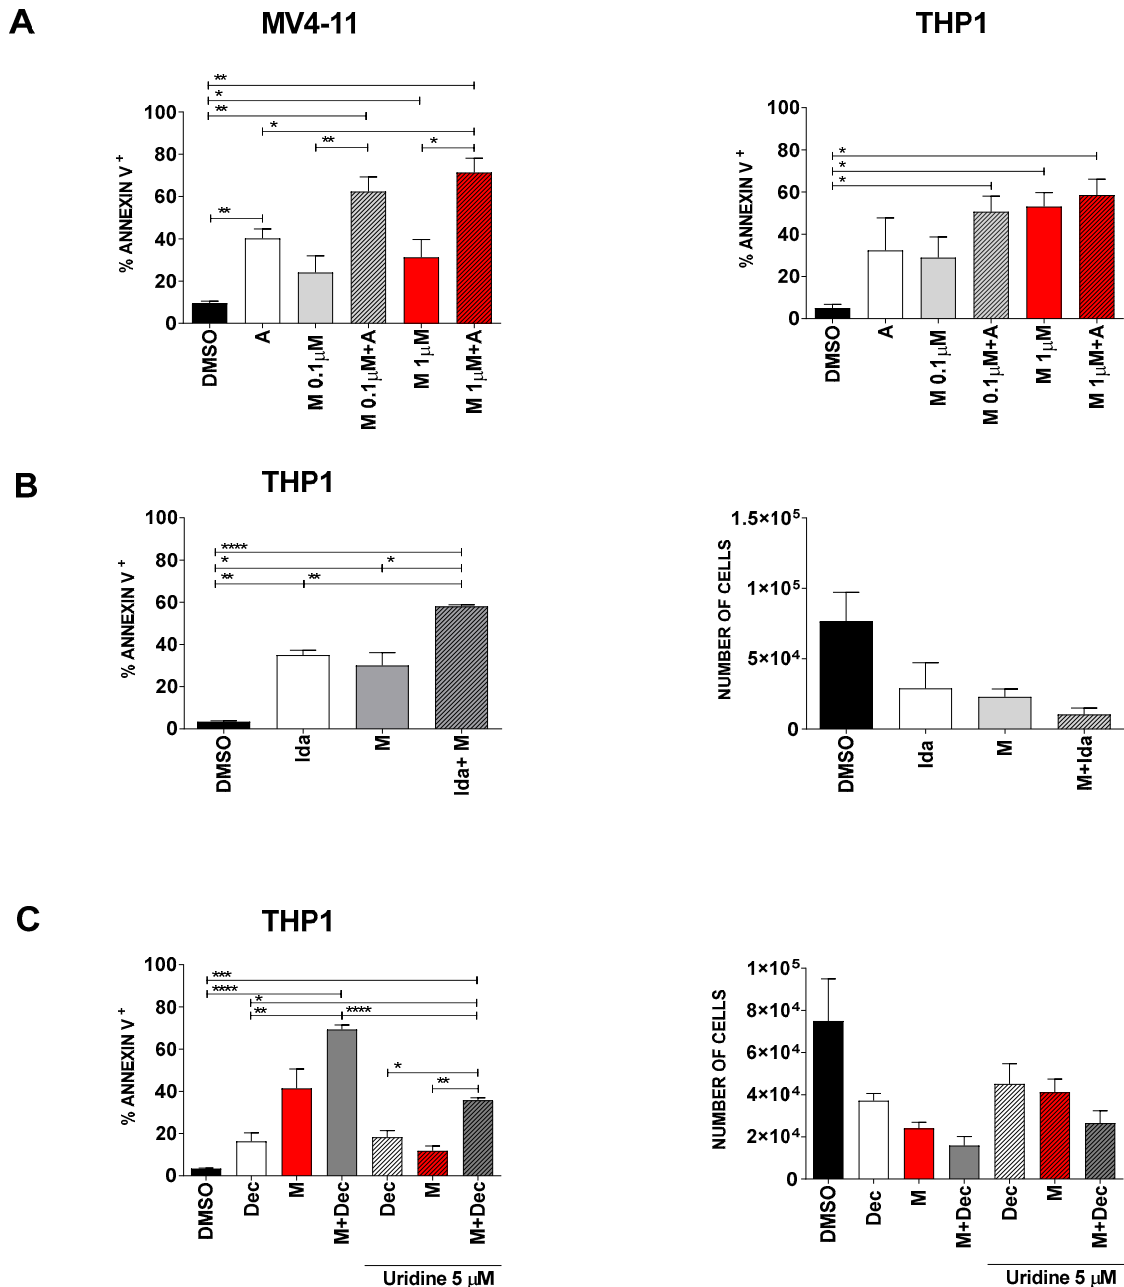 A
MV4-11
THP1
% ANNEXIN V +
100
80
60
40
20
0
**
*
**
*
**
*
**
DMSO
A
M 0.1µM
M 0.1µM+A
M 1µM
M 1µM+A
% ANNEXIN V +
100
80
60
40
20
0
*
*
*
DMSO
A
M 0.1µM
M 0.1µM+A
M 1µM
M 1µM+A
B
THP1
% ANNEXIN V +
100
80
60
40
20
0
****
*
*
**
**
DMSO
Ida
M
Ida+ M
NUMBER OF CELLS
1.5×10⁵
1×10⁵
5×10⁴
0
DMSO
Ida
M
M+Ida
C
THP1
% ANNEXIN V +
100
80
60
40
20
0
***
****
*
**
****
*
**
DMSO
Dec
M
M+Dec
Dec
M
M+Dec
Uridine 5 µM
NUMBER OF CELLS
1×10⁵
8×10⁴
6×10⁴
4×10⁴
2×10⁴
0
DMSO
Dec
M
M+Dec
Dec
M
M+Dec
Uridine 5 µM